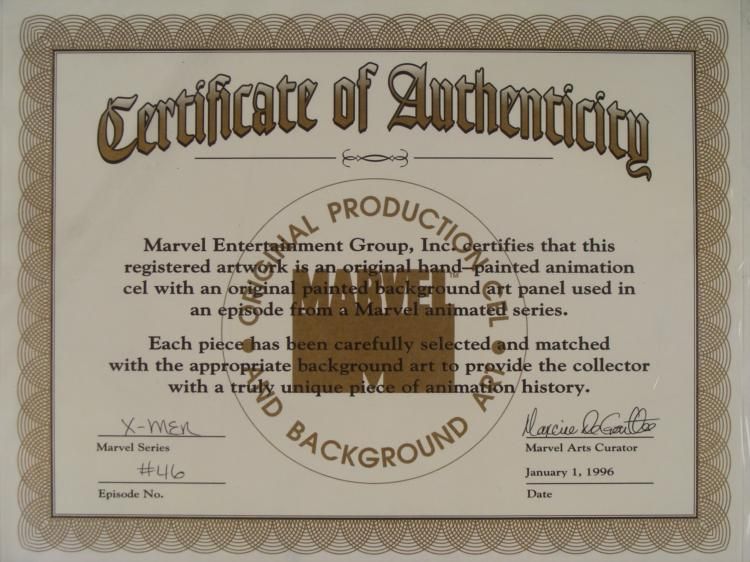 Certificate of Authenticity
ORIGINAL PRODUCTION CEL
AND BACKGROUND ART
MARVEL™
Marvel Entertainment Group, Inc. certifies that this
registered artwork is an original hand–painted animation
cel with an original painted background art panel used in
an episode from a Marvel animated series.
Each piece has been carefully selected and matched
with the appropriate background art to provide the collector
with a truly unique piece of animation history.
X-MEN
Marvel Series
#46
Episode No.
Marvel Arts Curator
January 1, 1996
Date